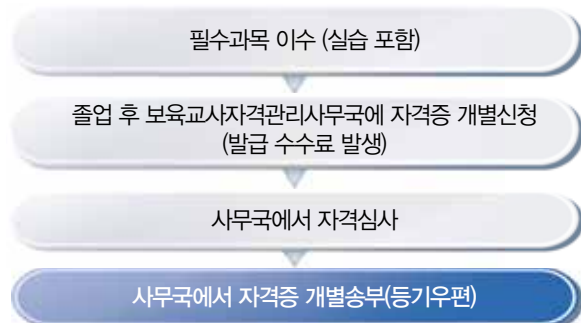 필수과목 이수 (실습 포함)
졸업 후 보육교사자격관리사무국에 자격증 개별신청
(발급 수수료 발생)
사무국에서 자격심사
사무국에서 자격증 개별송부(등기우편)